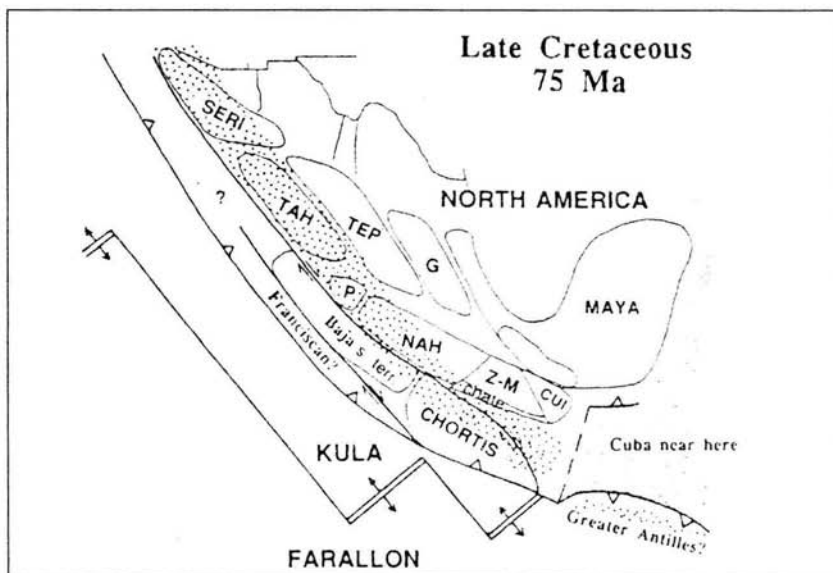 Late Cretaceous
75 Ma
SERI
NORTH AMERICA
?
TAH
TEP
G
MAYA
P
Franciscan?
Baja s terr
NAH
Z-M
CUI
CHORTIS
KULA
Cuba near here
Greater Antilles?
FARALLON